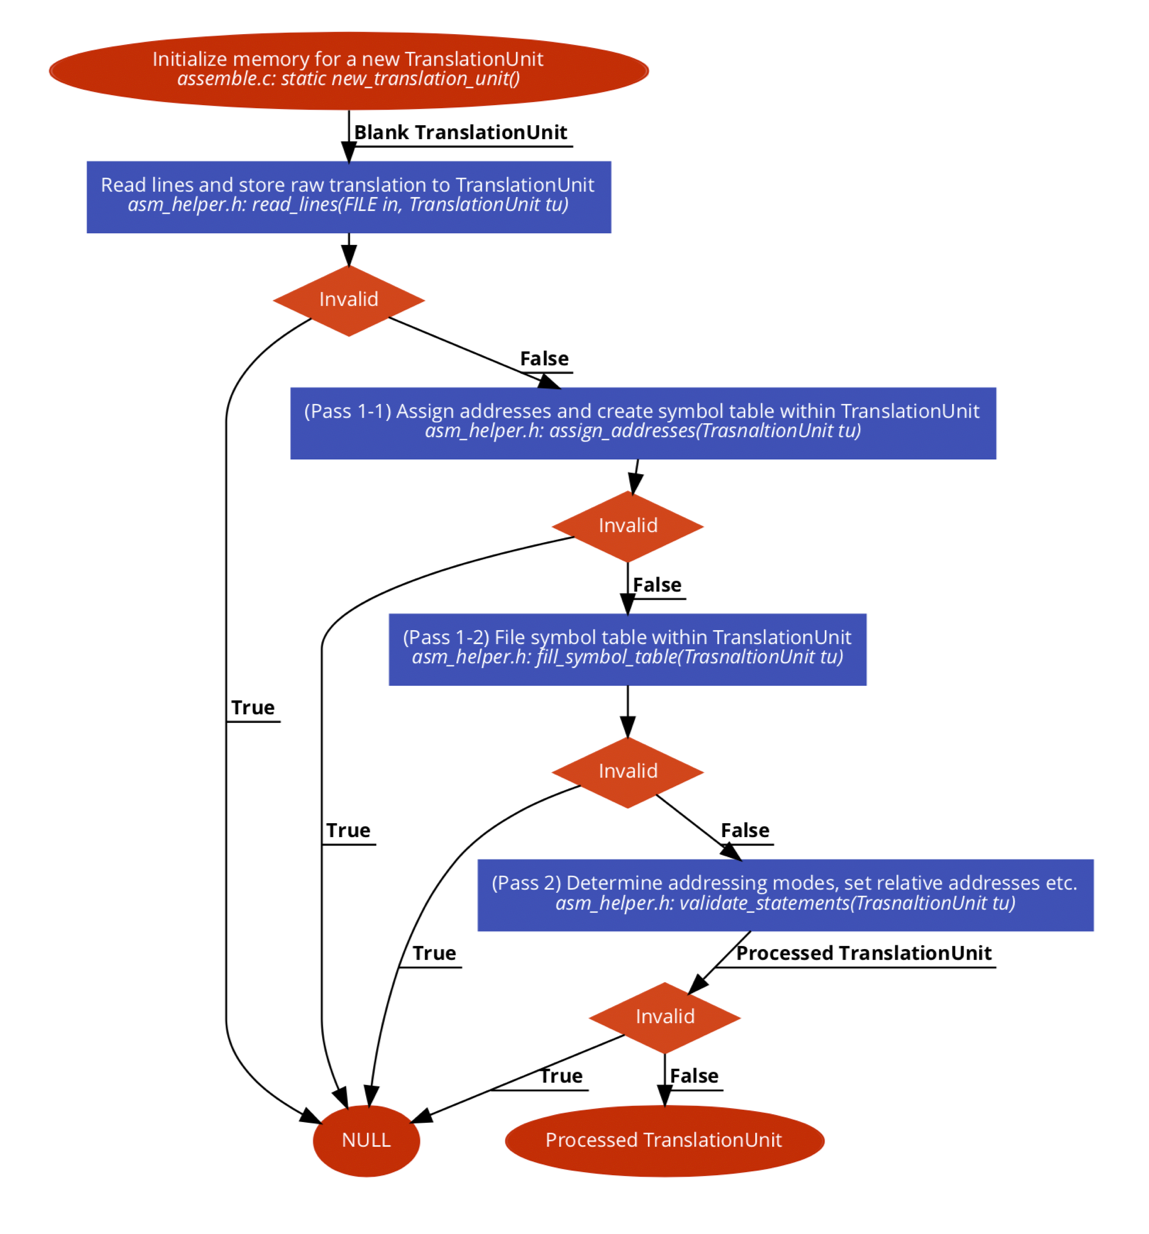 Initialize memory for a new TranslationUnit
assemble.c: static new_translation_unit()
Blank TranslationUnit
Read lines and store raw translation to TranslationUnit
asm_helper.h: read_lines(FILE in, TranslationUnit tu)
Invalid
False
(Pass 1-1) Assign addresses and create symbol table within TranslationUnit
asm_helper.h: assign_addresses(TrasnaltionUnit tu)
Invalid
False
(Pass 1-2) File symbol table within TranslationUnit
asm_helper.h: fill_symbol_table(TrasnaltionUnit tu)
True
Invalid
True
False
(Pass 2) Determine addressing modes, set relative addresses etc.
asm_helper.h: validate_statements(TrasnaltionUnit tu)
True
Processed TranslationUnit
Invalid
True
False
NULL
Processed TranslationUnit